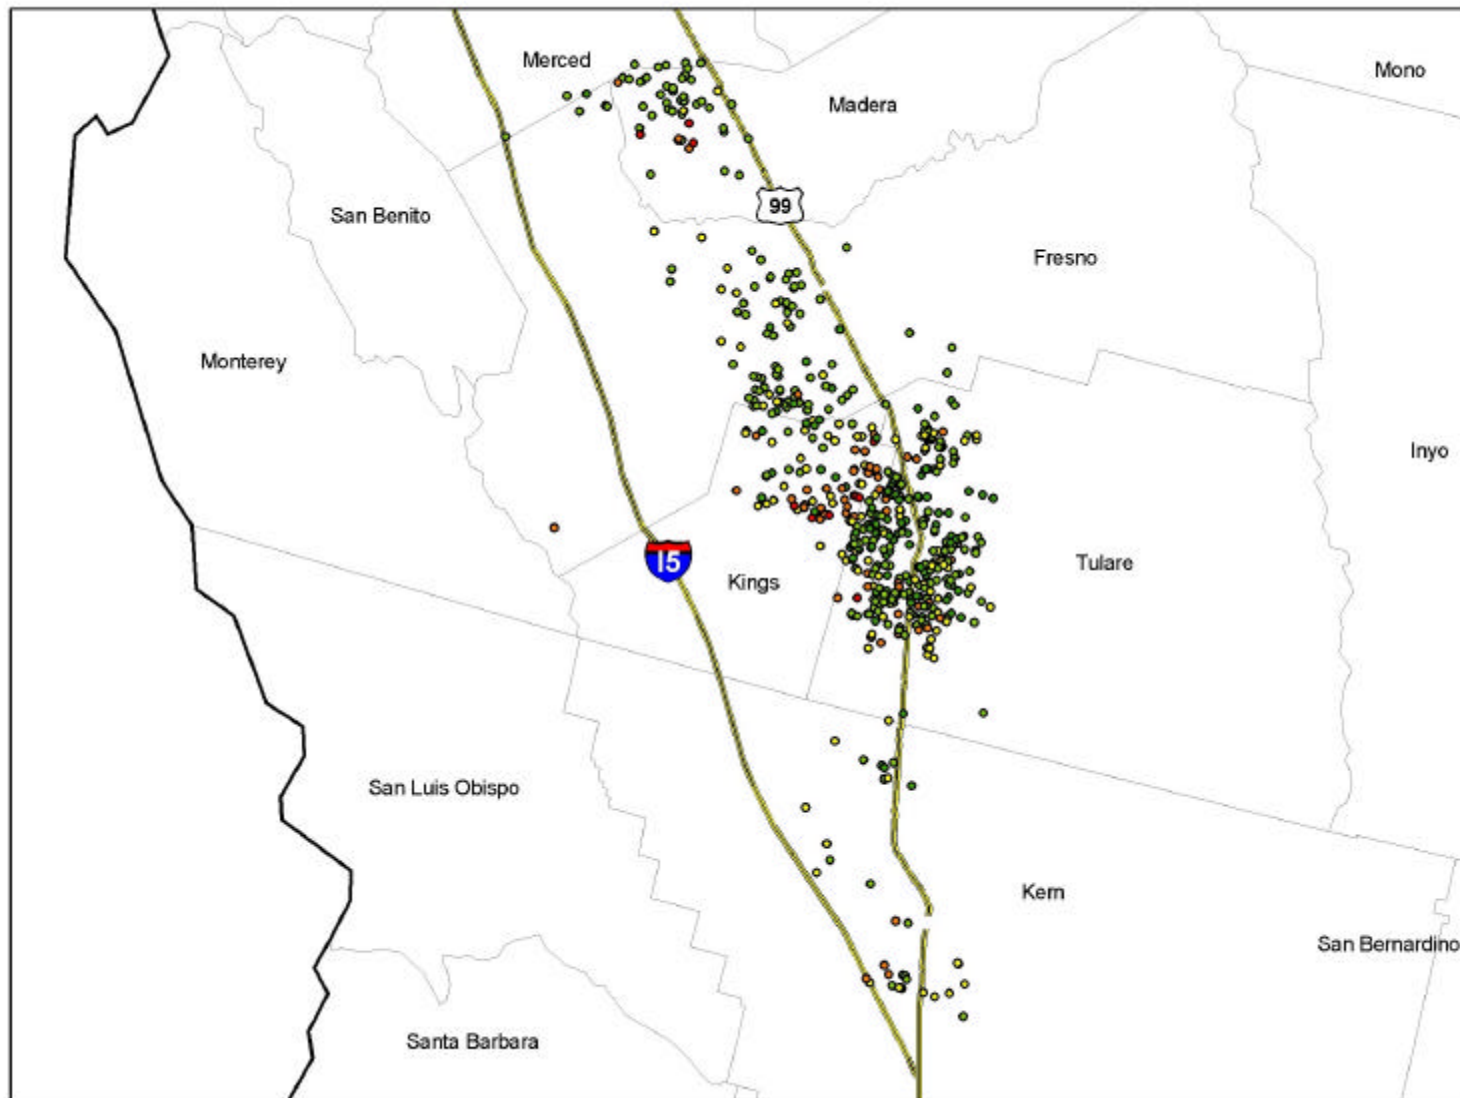 Merced
Mono
Madera
99
San Benito
Fresno
Monterey
Inyo
I5
Kings
Tulare
San Luis Obispo
Kern
San Bernardino
Santa Barbara